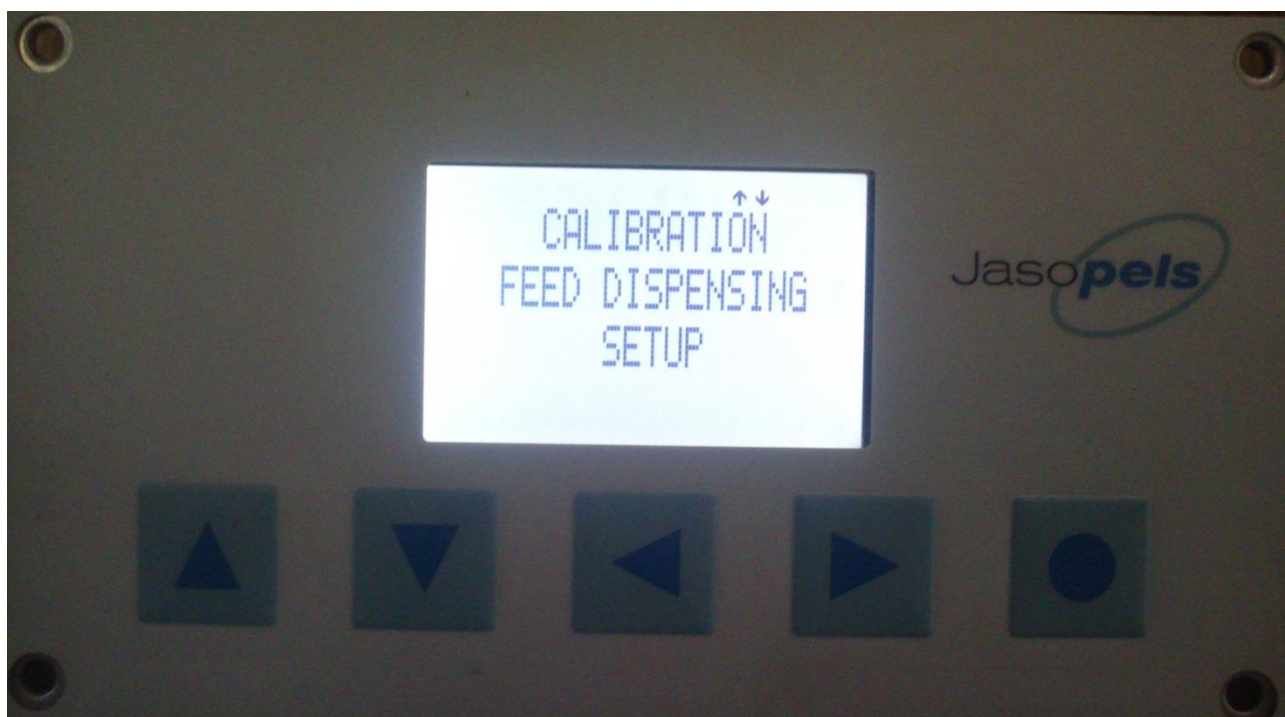 ↑↓
CALIBRATION
FEED DISPENSING
SETUP
Jasopels